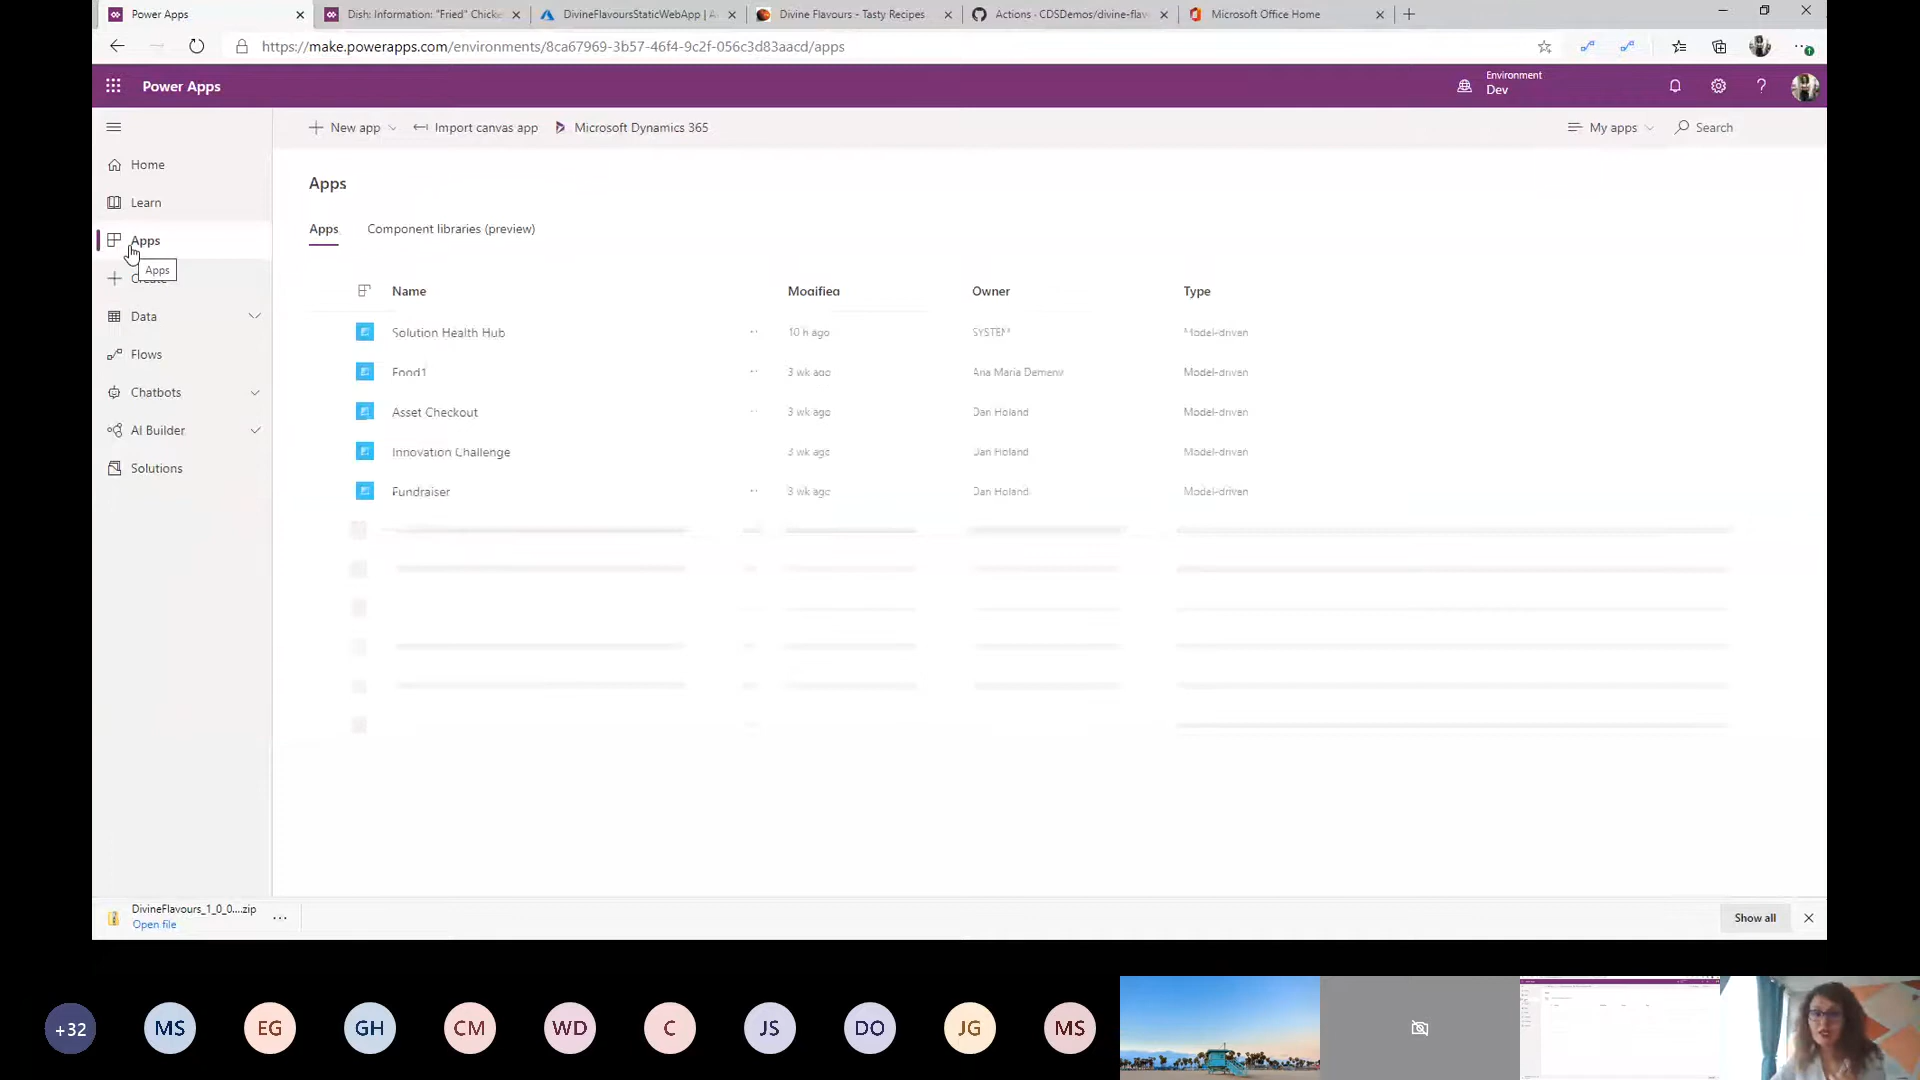 Power Apps
Dish: Information: "Fried" Chicke
DivineFlavoursStaticWebApp | A
Divine Flavours - Tasty Recipes
Actions · CDSDemos/divine-flav
Microsoft Office Home
https://make.powerapps.com/environments/8ca67969-3b57-46f4-9c2f-056c3d83aacd/apps
Power Apps
Environment
Dev
New app
Import canvas app
Microsoft Dynamics 365
My apps
Search
Home
Learn
Apps
Apps
Create
Data
Flows
Chatbots
AI Builder
Solutions
Apps
Apps
Component libraries (preview)
Name
Modified
Owner
Type
Solution Health Hub
10 h ago
SYSTEM
Model-driven
Food1
3 wk ago
Ana Maria Demeny
Model-driven
Asset Checkout
3 wk ago
Dan Holand
Model-driven
Innovation Challenge
3 wk ago
Dan Holand
Model-driven
Fundraiser
3 wk ago
Dan Holand
Model-driven
DivineFlavours_1_0_0....zip
Open file
Show all
+32
MS
EG
GH
CM
WD
C
JS
DO
JG
MS